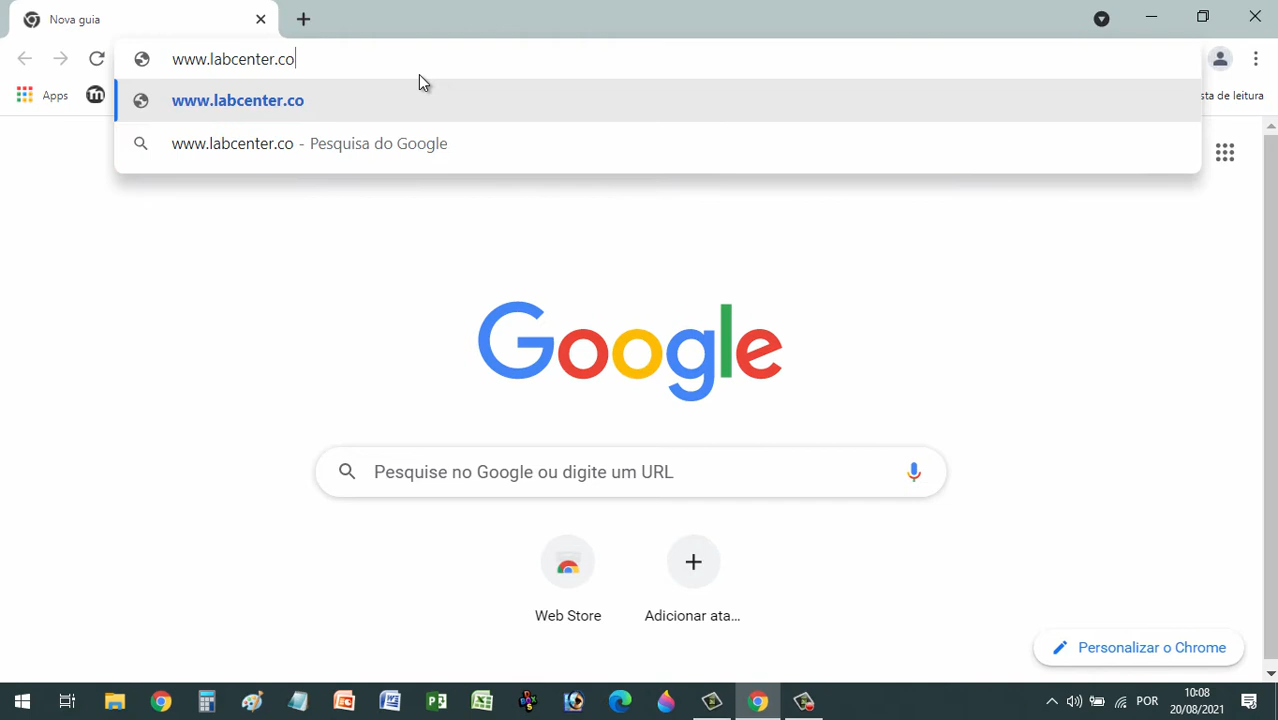 Nova guia
www.labcenter.co
Apps
sta de leitura
www.labcenter.co
www.labcenter.co - Pesquisa do Google
Google
Pesquise no Google ou digite um URL
Web Store
Adicionar ata...
Personalizar o Chrome
POR
10:08
20/08/2021